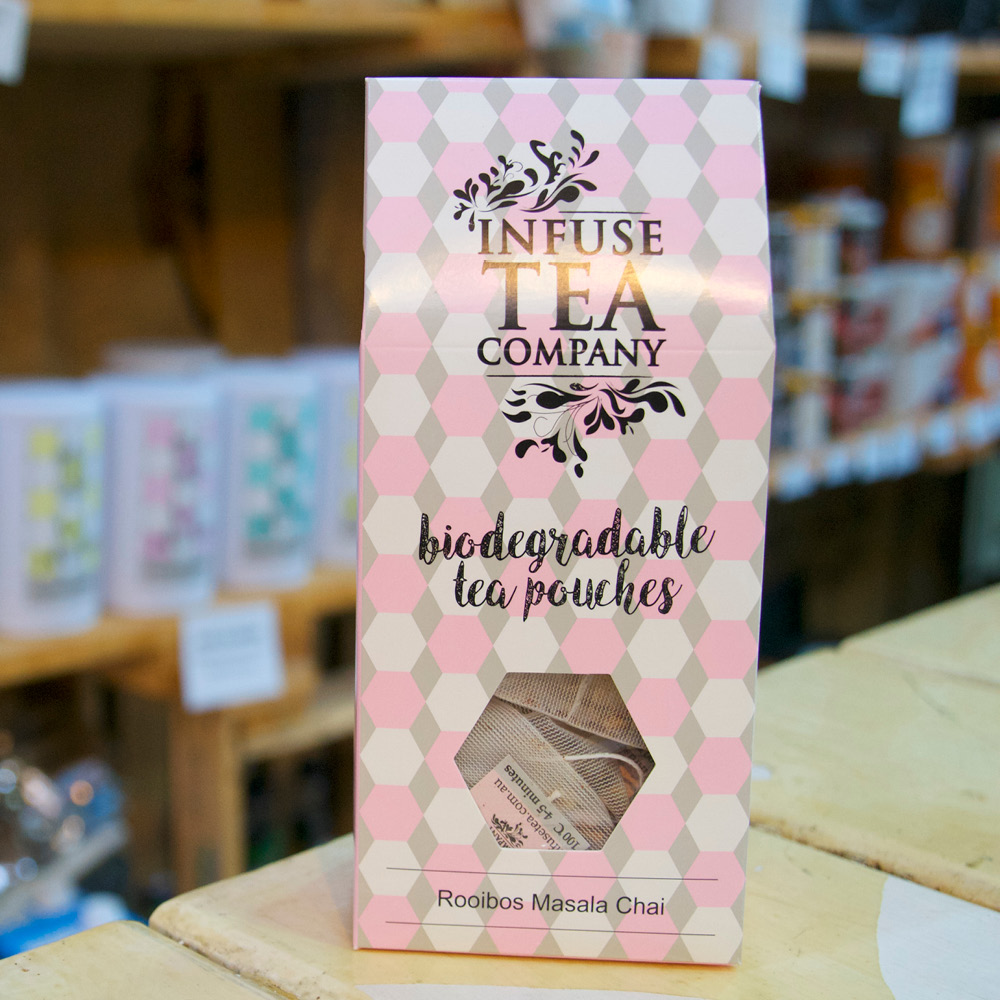 INFUSE
TEA
COMPANY
biodegradable
tea pouches
100°C 4-5 minutes
Rooibos Masala Chai